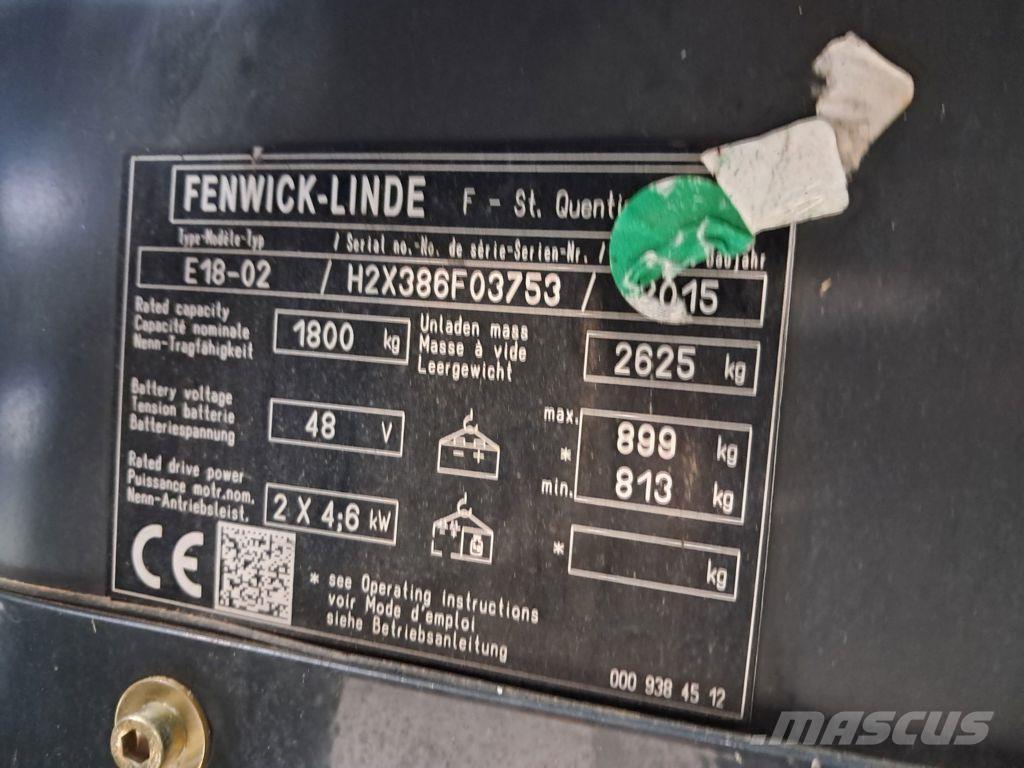 FENWICK-LINDE F - St. Quenti
Type-Modèle-Typ / Serial no.-No. de série-Serien-Nr. /
E18-02 / H2X386F03753 / 2015
Rated capacity
Capacité nominale
Nenn-Tragfähigkeit
1800 kg
Unladen mass
Masse à vide
Leergewicht
2625 kg
Battery voltage
Tension batterie
Batteriespannung
48 V
- +
max. 899 kg
*
min. 813 kg
Rated drive power
Puissance motr.nom.
Nenn-Antriebsleist.
2 X 4,6 kW
* kg
CE
* see Operating instructions
voir Mode d'emploi
siehe Betriebsanleitung
000 938 45 12
MASCUS